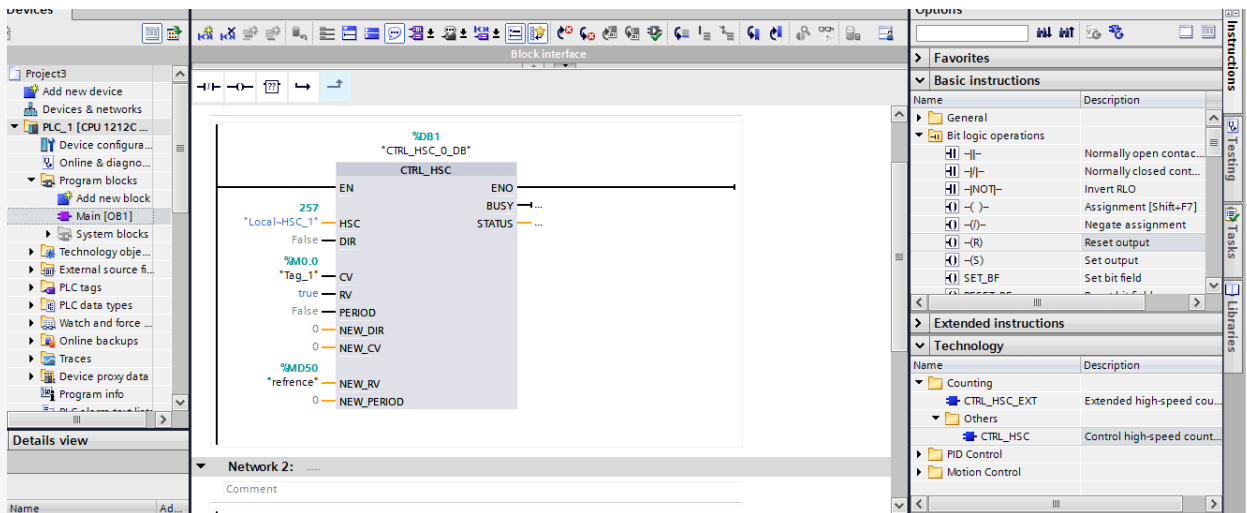 Devices
Options
Block interface
Project3
Add new device
Devices & networks
PLC_1 [CPU 1212C ...
Device configura...
Online & diagno...
Program blocks
Add new block
Main [OB1]
System blocks
Technology obje...
External source fi...
PLC tags
PLC data types
Watch and force ...
Online backups
Traces
Device proxy data
Program info
Details view
Name Ad...
??
%DB1
"CTRL_HSC_0_DB"
CTRL_HSC
EN ENO
BUSY ...
257
"Local~HSC_1" HSC STATUS ...
False DIR
%M0.0
"Tag_1" CV
true RV
False PERIOD
0 NEW_DIR
0 NEW_CV
%MD50
"refrence" NEW_RV
0 NEW_PERIOD
Network 2: .....
Comment
Favorites
Basic instructions
Name Description
General
Bit logic operations
-||- Normally open contac...
-|/|- Normally closed cont...
-|NOT|- Invert RLO
-( )- Assignment [Shift+F7]
-(/)- Negate assignment
-(R) Reset output
-(S) Set output
SET_BF Set bit field
Extended instructions
Technology
Name Description
Counting
CTRL_HSC_EXT Extended high-speed cou...
Others
CTRL_HSC Control high-speed count...
PID Control
Motion Control
Instructions
Testing
Tasks
Libraries